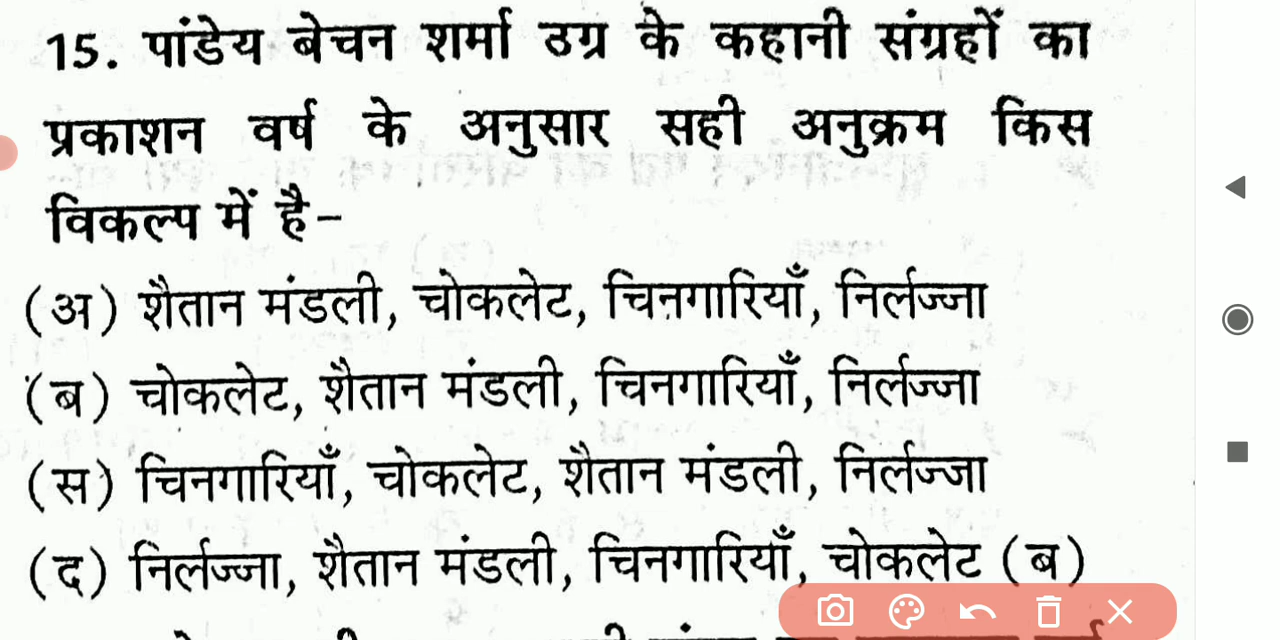 15. पांडेय बेचन शर्मा ठग्र के कहानी संग्रहों का
प्रकाशन वर्ष के अनुसार सही अनुक्रम किस
विकल्प में है-
(अ) शैतान मंडली, चोकलेट, चिनगारियाँ, निर्लज्जा
(ब) चोकलेट, शैतान मंडली, चिनगारियाँ, निर्लज्जा
(स) चिनगारियाँ, चोकलेट, शैतान मंडली, निर्लज्जा
(द) निर्लज्जा, शैतान मंडली, चिनगारियाँ, चोकलेट (ब)